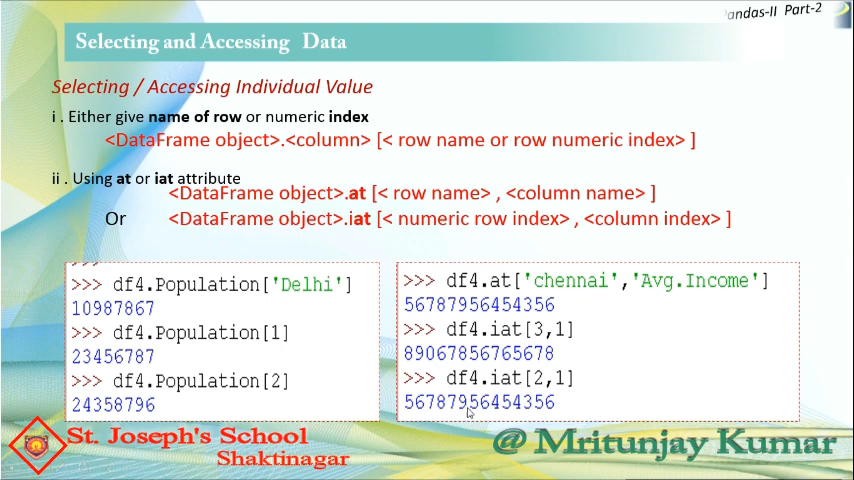 Pandas-II Part-2
Selecting and Accessing Data
Selecting / Accessing Individual Value
i . Either give name of row or numeric index
<DataFrame object>.<column> [< row name or row numeric index> ]
ii . Using at or iat attribute
<DataFrame object>.at [< row name> , <column name> ]
Or <DataFrame object>.iat [< numeric row index> , <column index> ]
>>>
>>> df4.Population['Delhi']
10987867
>>> df4.Population[1]
23456787
>>> df4.Population[2]
24358796
>>> df4.at['chennai','Avg.Income']
56787956454356
>>> df4.iat[3,1]
89067856765678
>>> df4.iat[2,1]
56787956454356
St. Joseph's School
Shaktinagar
@ Mritunjay Kumar